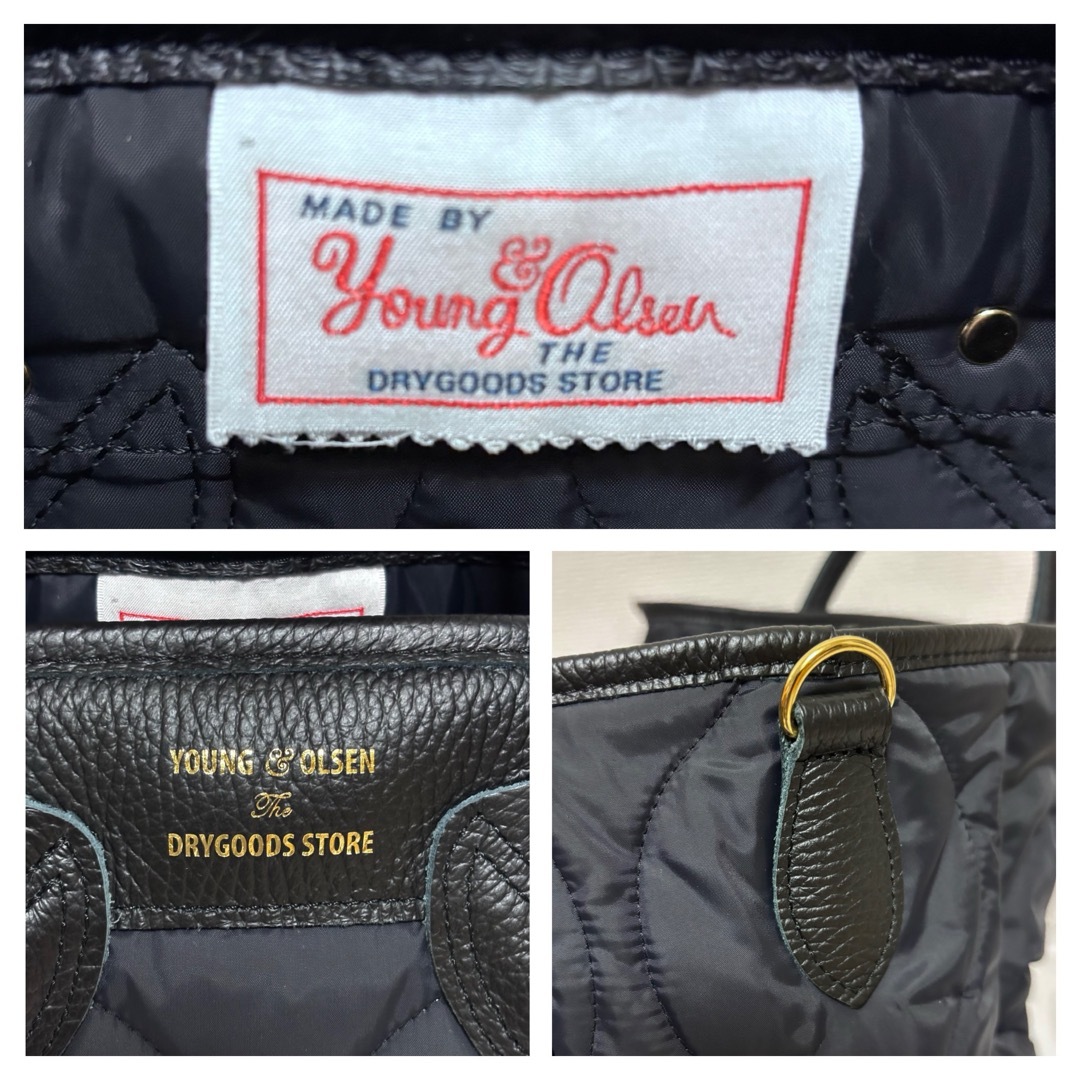 MADE BY
Young & Olsen
THE
DRYGOODS STORE
YOUNG & OLSEN
The
DRYGOODS STORE